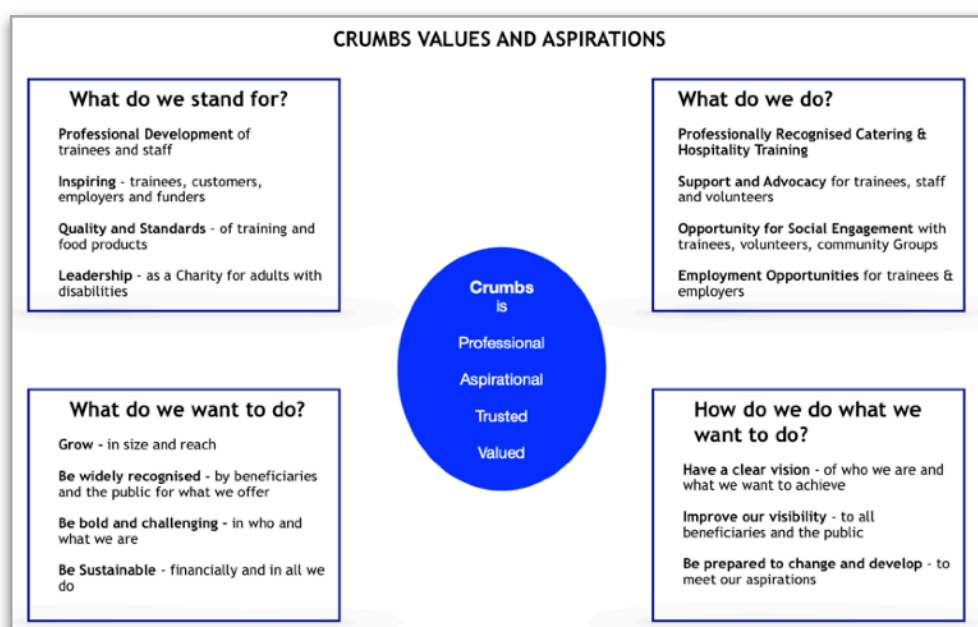 CRUMBS VALUES AND ASPIRATIONS
What do we stand for?
Professional Development of
trainees and staff
Inspiring - trainees, customers,
employers and funders
Quality and Standards - of training and
food products
Leadership - as a Charity for adults with
disabilities
What do we do?
Professionally Recognised Catering &
Hospitality Training
Support and Advocacy for trainees, staff
and volunteers
Opportunity for Social Engagement with
trainees, volunteers, community Groups
Employment Opportunities for trainees &
employers
Crumbs
is
Professional
Aspirational
Trusted
Valued
What do we want to do?
Grow - in size and reach
Be widely recognised - by beneficiaries
and the public for what we offer
Be bold and challenging - in who and
what we are
Be Sustainable - financially and in all we
do
How do we do what we
want to do?
Have a clear vision - of who we are and
what we want to achieve
Improve our visibility - to all
beneficiaries and the public
Be prepared to change and develop - to
meet our aspirations